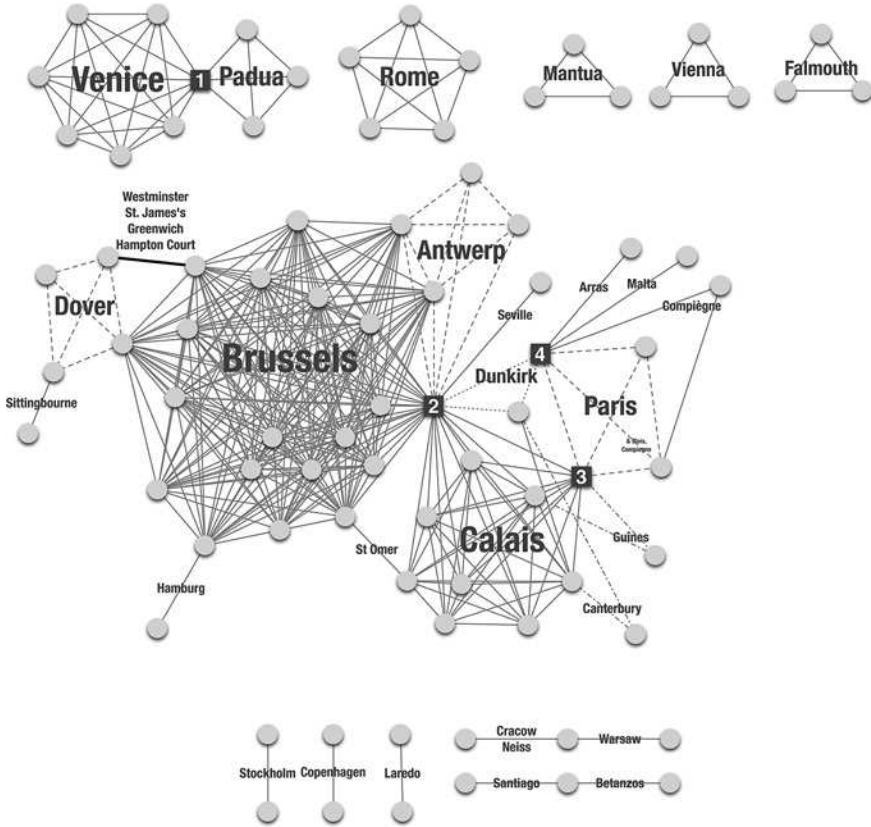 Venice
1
Padua
Rome
Mantua
Vienna
Falmouth
Westminster
St. James's
Greenwich
Hampton Court
Antwerp
Arras
Malta
Compiègne
Dover
Seville
Brussels
4
Dunkirk
Sittingbourne
2
Paris
3
Calais
St Omer
Guines
Hamburg
Canterbury
Cracow
Neiss
Warsaw
Stockholm
Copenhagen
Laredo
Santiago
Betanzos